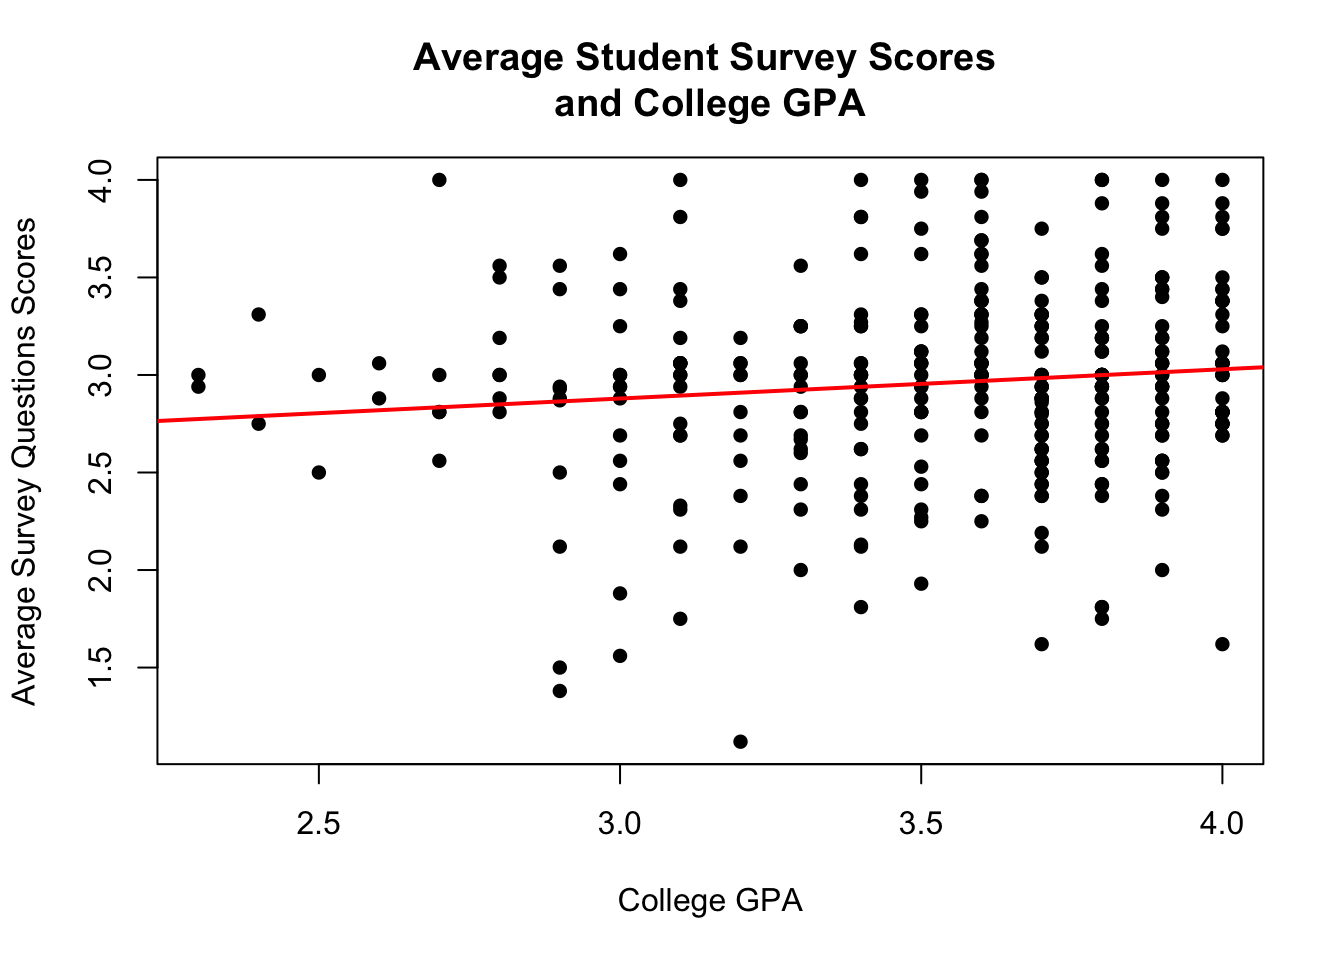 Average Student Survey Scores
and College GPA
Average Survey Questions Scores
4.0
3.5
3.0
2.5
2.0
1.5
2.5
3.0
3.5
4.0
College GPA